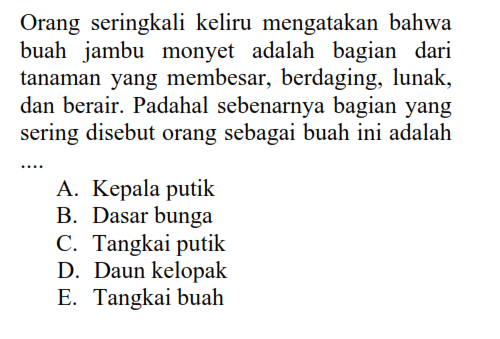 Orang seringkali keliru mengatakan bahwa
buah jambu monyet adalah bagian dari
tanaman yang membesar, berdaging, lunak,
dan berair. Padahal sebenarnya bagian yang
sering disebut orang sebagai buah ini adalah
....
A. Kepala putik
B. Dasar bunga
C. Tangkai putik
D. Daun kelopak
E. Tangkai buah